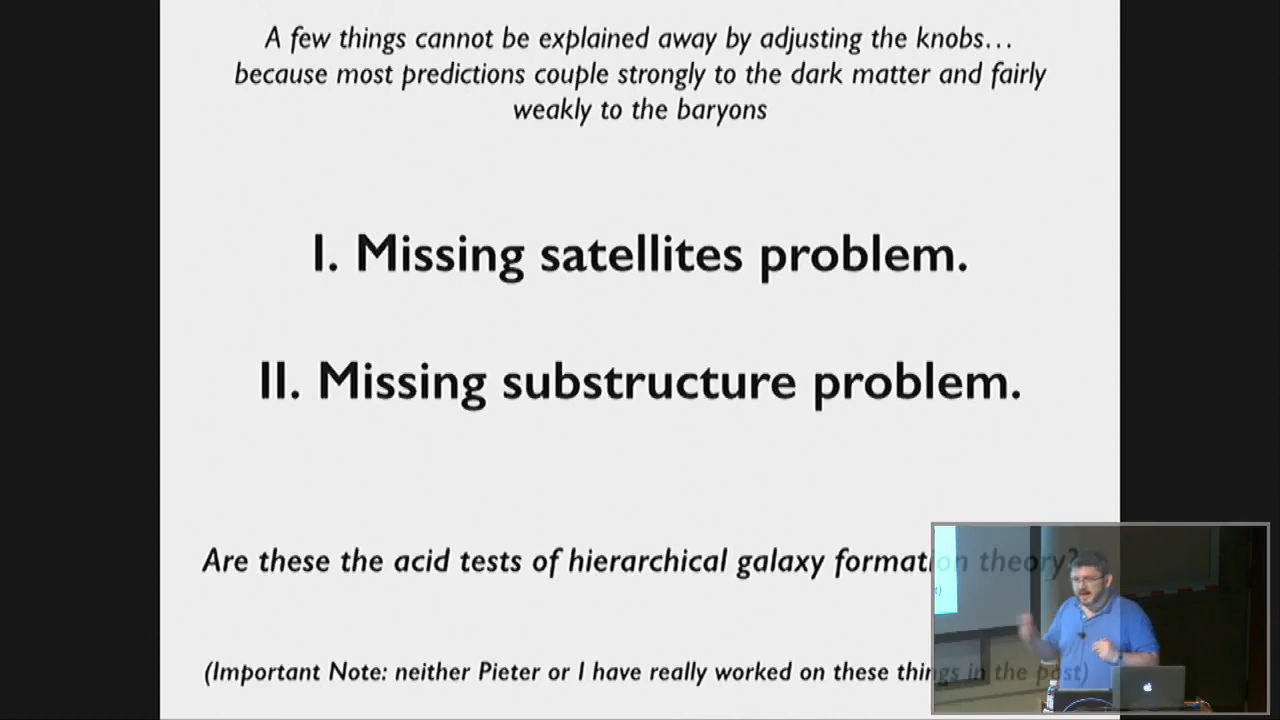 A few things cannot be explained away by adjusting the knobs...
because most predictions couple strongly to the dark matter and fairly
weakly to the baryons
I. Missing satellites problem.
II. Missing substructure problem.
Are these the acid tests of hierarchical galaxy formation theory?
(Important Note: neither Pieter or I have really worked on these things in the past)